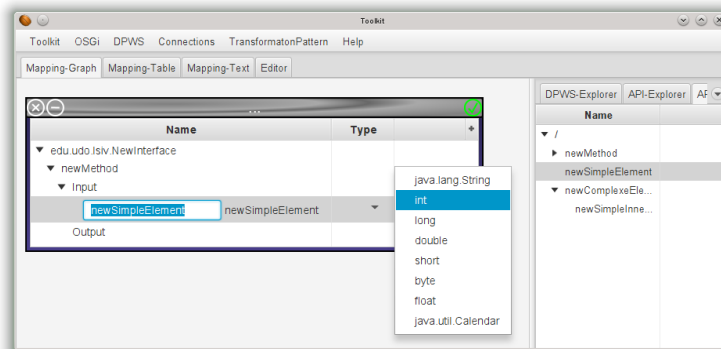 Toolkit
Toolkit OSGi DPWS Connections TransformatonPattern Help
Mapping-Graph Mapping-Table Mapping-Text Editor
DPWS-Explorer API-Explorer
...
Name Type +
Name
edu.udo.lsiv.NewInterface
/
newMethod
newMethod
Input
java.lang.String
newSimpleElement
newSimpleElement newSimpleElement
int
newComplexeEle...
long
newSimpleInne...
Output
double
short
byte
float
java.util.Calendar